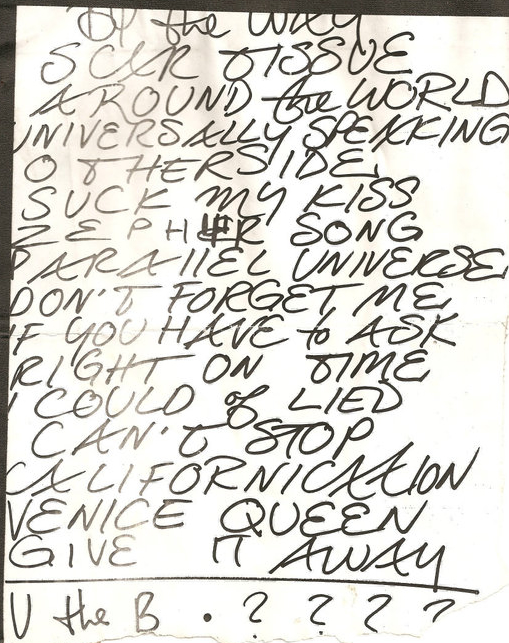 By the WAY
SCAR TISSUE
AROUND the WORLD
UNIVERSALLY SPEAKING
OTHERSIDE
SUCK MY KISS
ZEPHER SONG
PARALLEL UNIVERSE
DON'T FORGET ME
IF YOU HAVE to ASK
RIGHT ON TIME
I COULD of LIED
CAN'T STOP
CALIFORNICATION
VENICE QUEEN
GIVE IT AWAY
U the B . ? ? ? ?